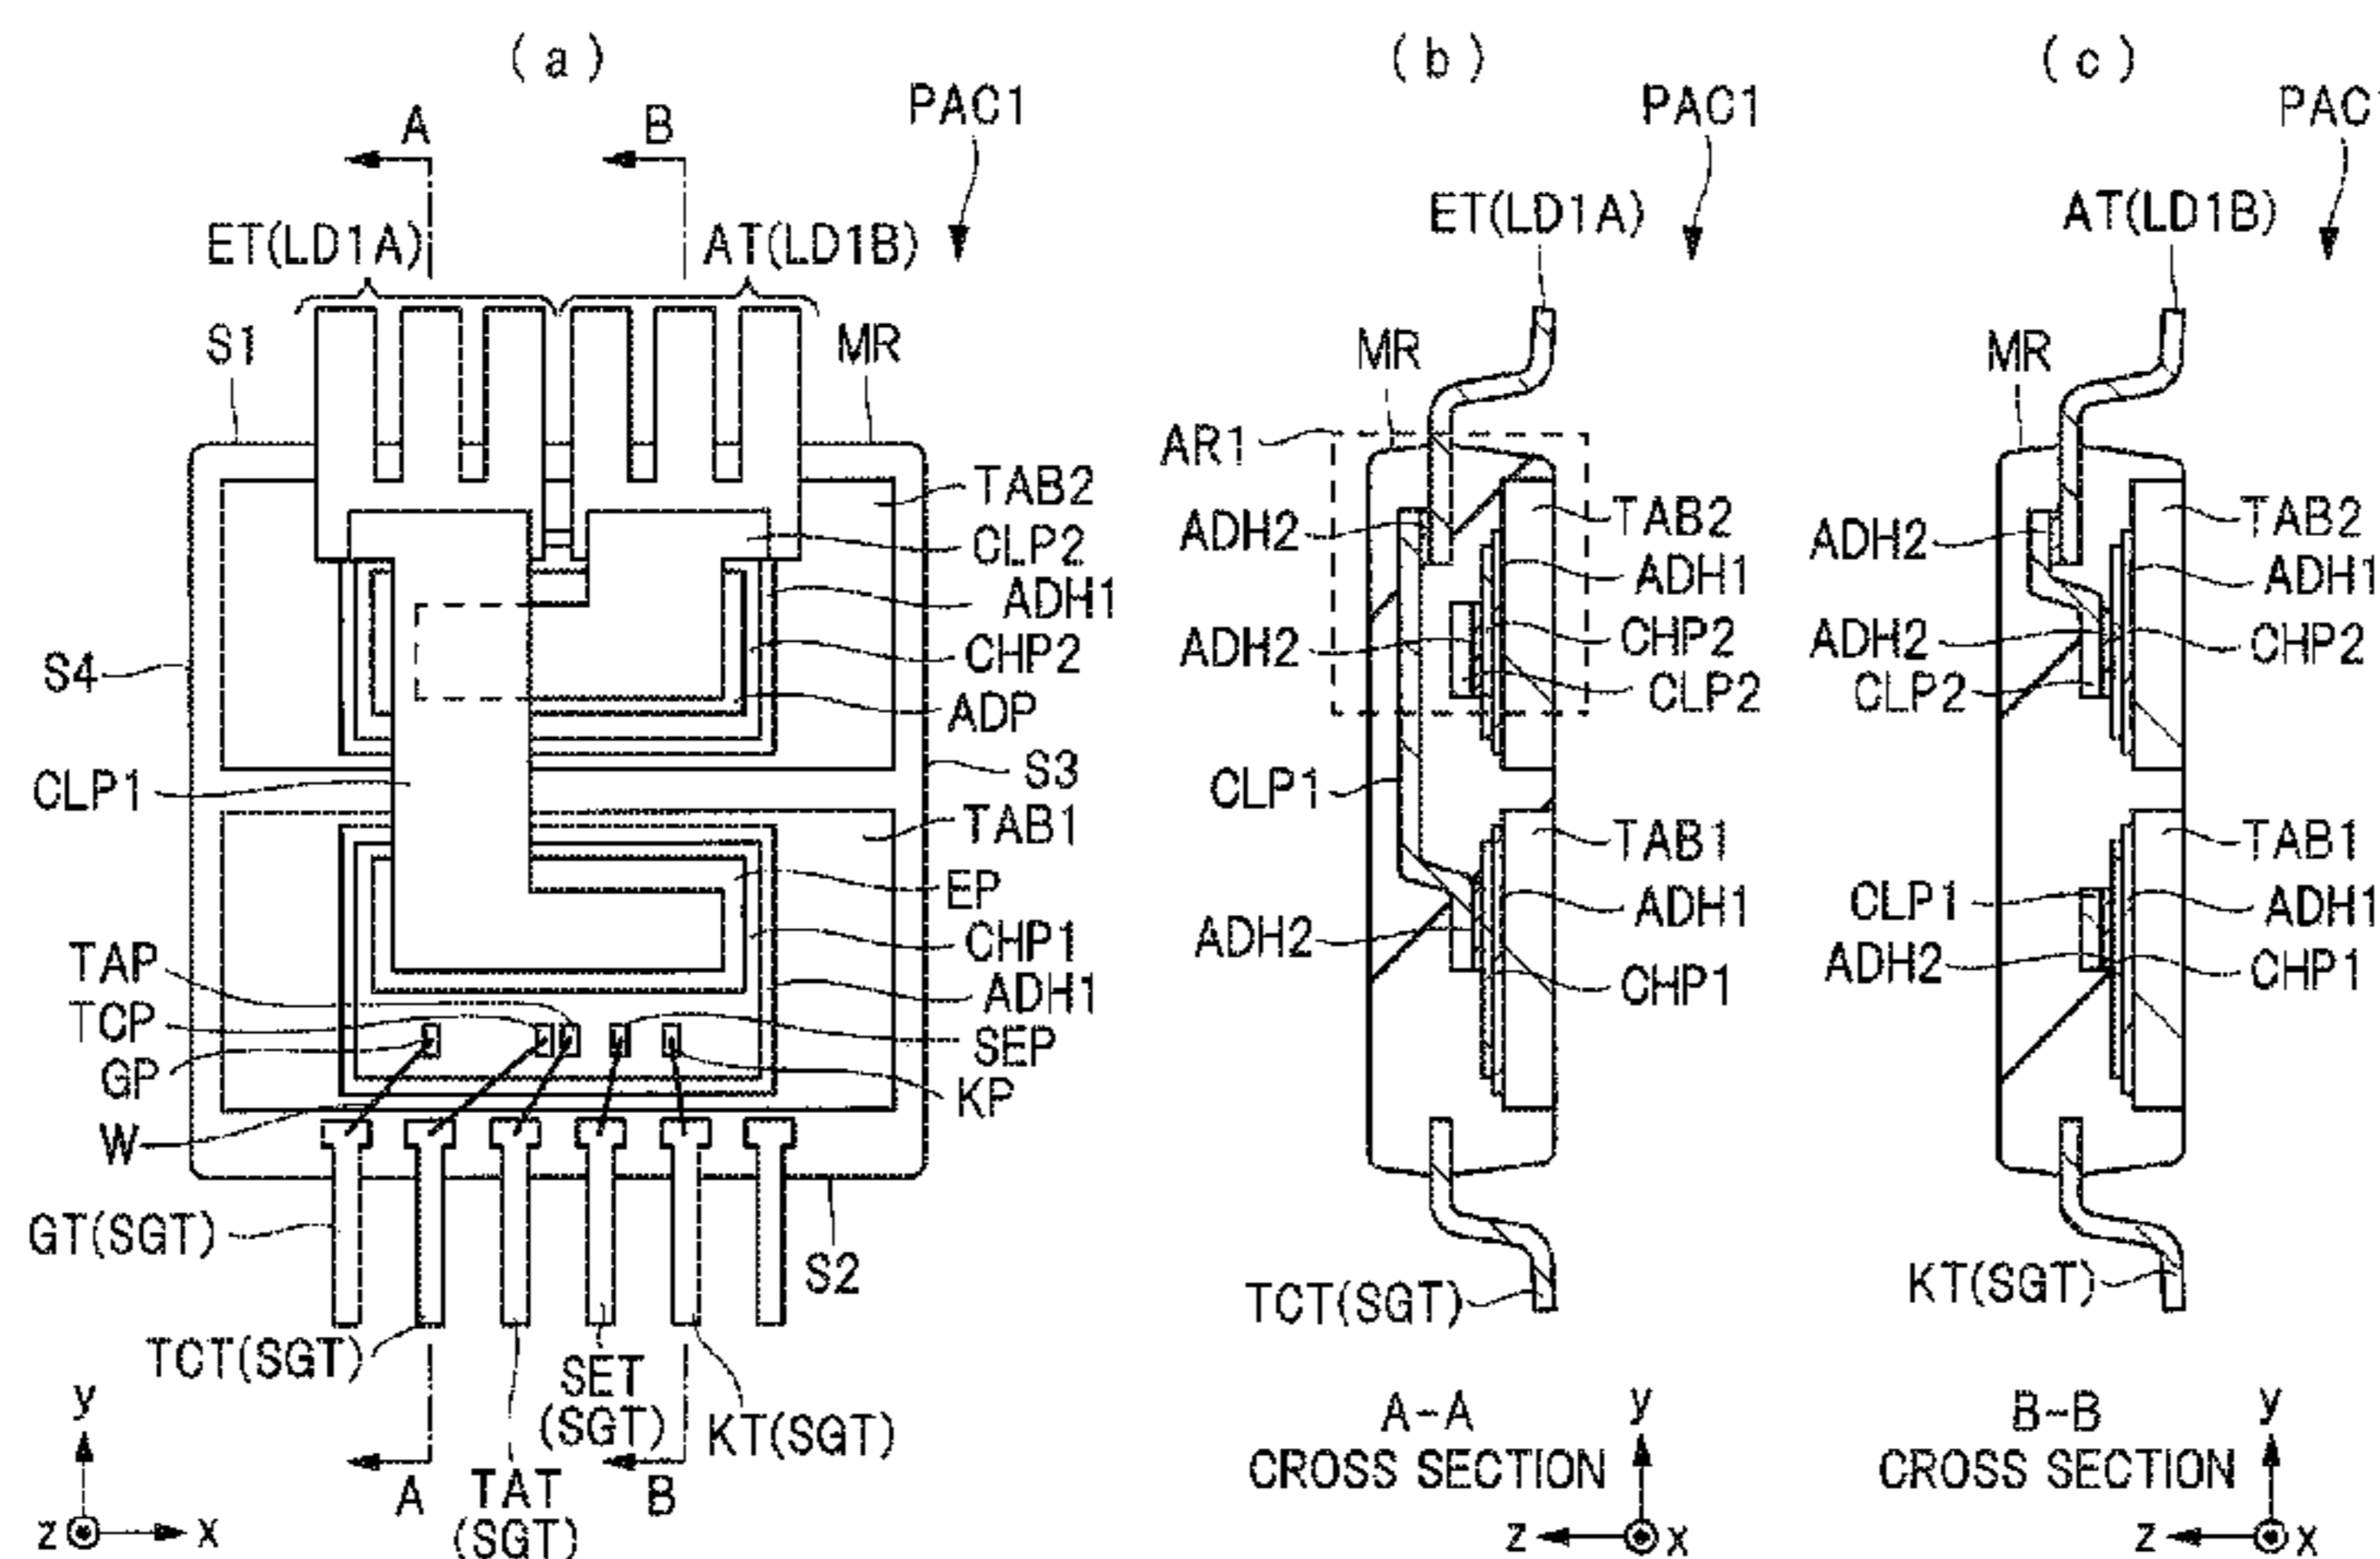 (a)
A
B
PAC1
ET(LD1A)
AT(LD1B)
S1
MR
TAB2
CLP2
ADH1
CHP2
ADP
S4
S3
CLP1
TAB1
EP
CHP1
ADH1
TAP
TCP
GP
SEP
KP
W
GT(SGT)
S2
TCT(SGT)
SET
(SGT)
KT(SGT)
TAT
(SGT)
A
B
y
z
x
(b)
PAC1
ET(LD1A)
MR
AR1
ADH2
TAB2
ADH1
ADH2
CHP2
CLP2
CLP1
TAB1
ADH1
ADH2
CHP1
TCT(SGT)
A-A
CROSS SECTION
y
z
x
(c)
PAC1
AT(LD1B)
MR
ADH2
TAB2
ADH1
ADH2
CHP2
CLP2
TAB1
CLP1
ADH1
ADH2
CHP1
KT(SGT)
B-B
CROSS SECTION
y
z
x